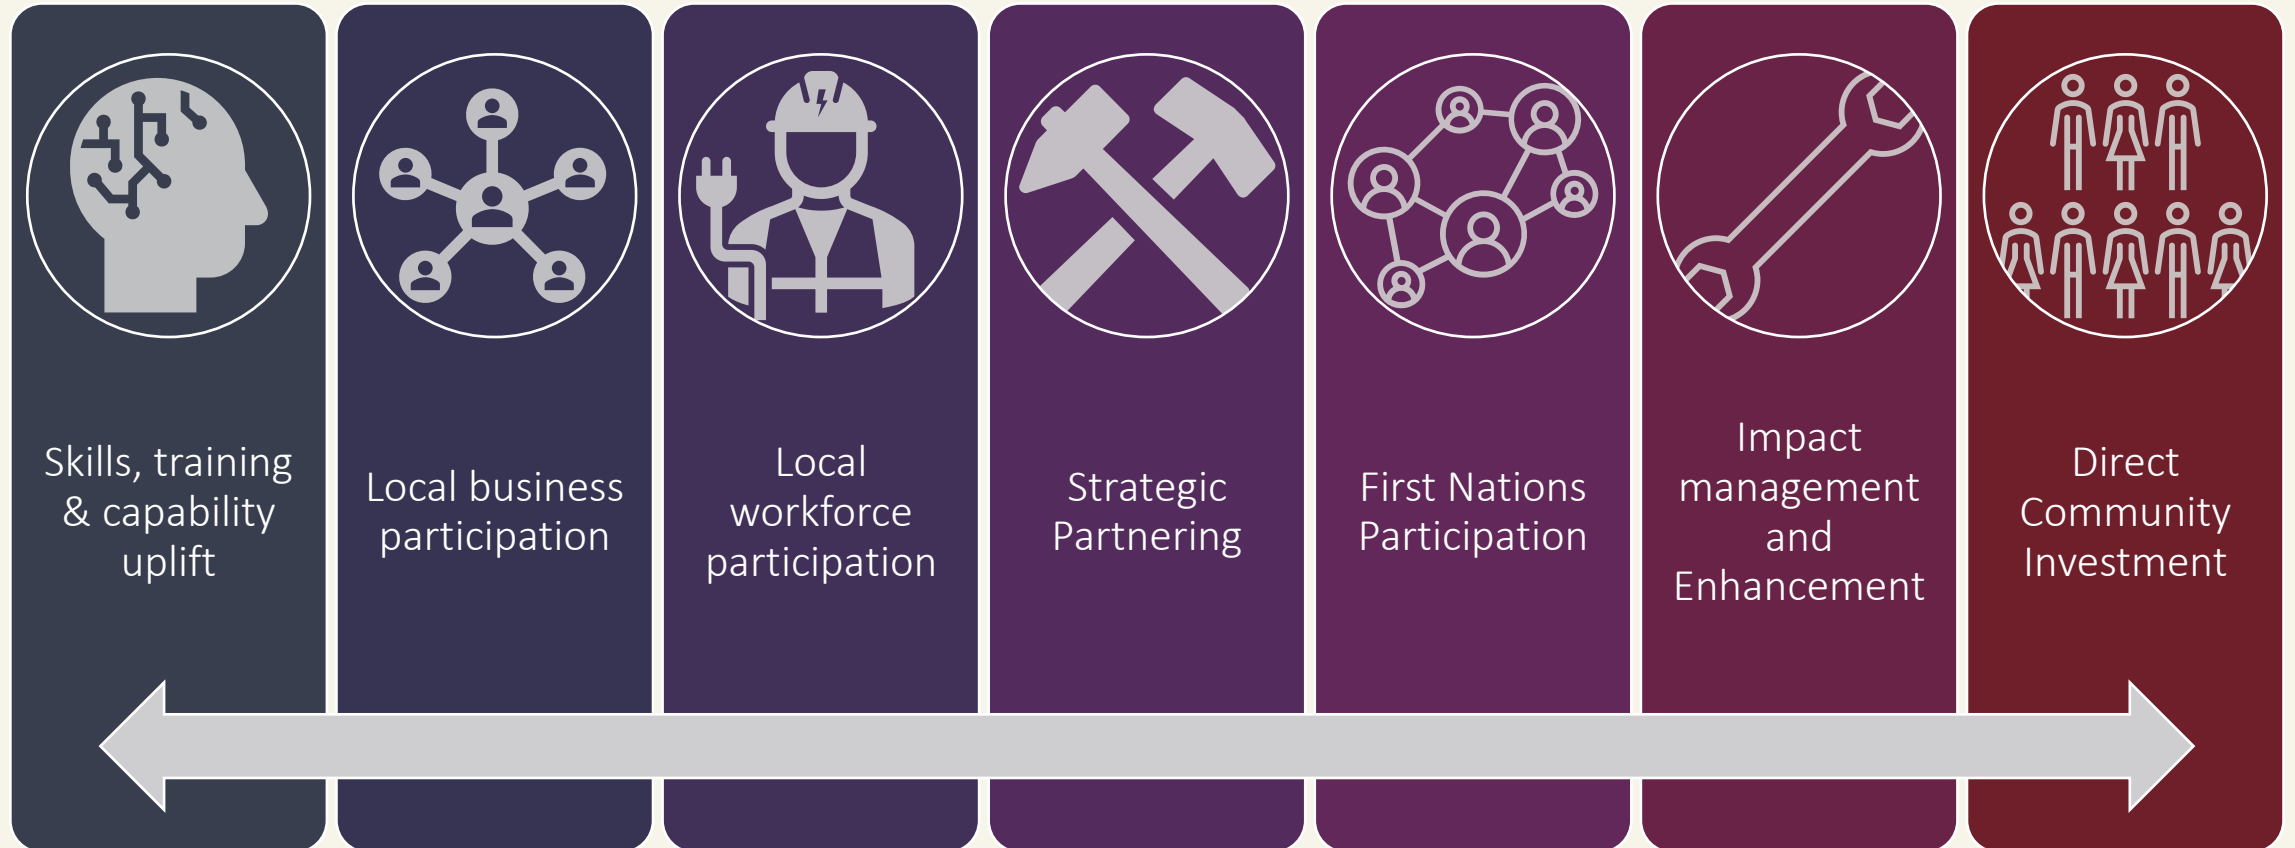 Skills, training
& capability
uplift
Local business
participation
Local
workforce
participation
Strategic
Partnering
First Nations
Participation
Impact
management
and
Enhancement
Direct
Community
Investment